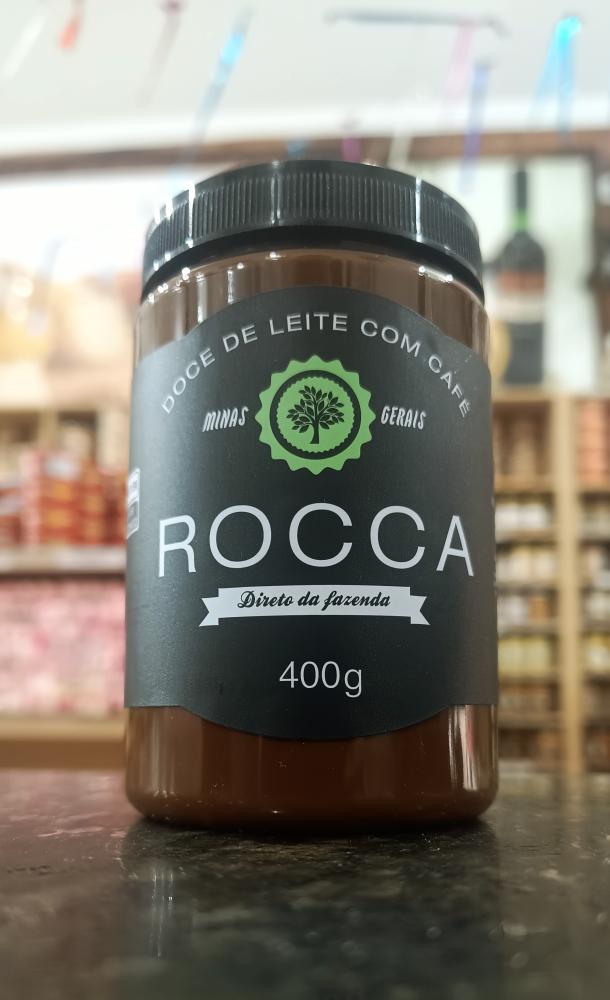 DOCE DE LEITE COM CAFÉ
MINAS GERAIS
ROCCA
Direto da fazenda
400g